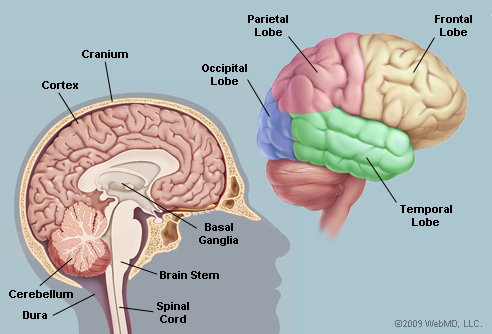 Parietal
Lobe
Frontal
Lobe
Cranium
Occipital
Lobe
Cortex
Temporal
Lobe
Basal
Ganglia
Brain Stem
Cerebellum
Dura
Spinal
Cord
©2009 WebMD, LLC.